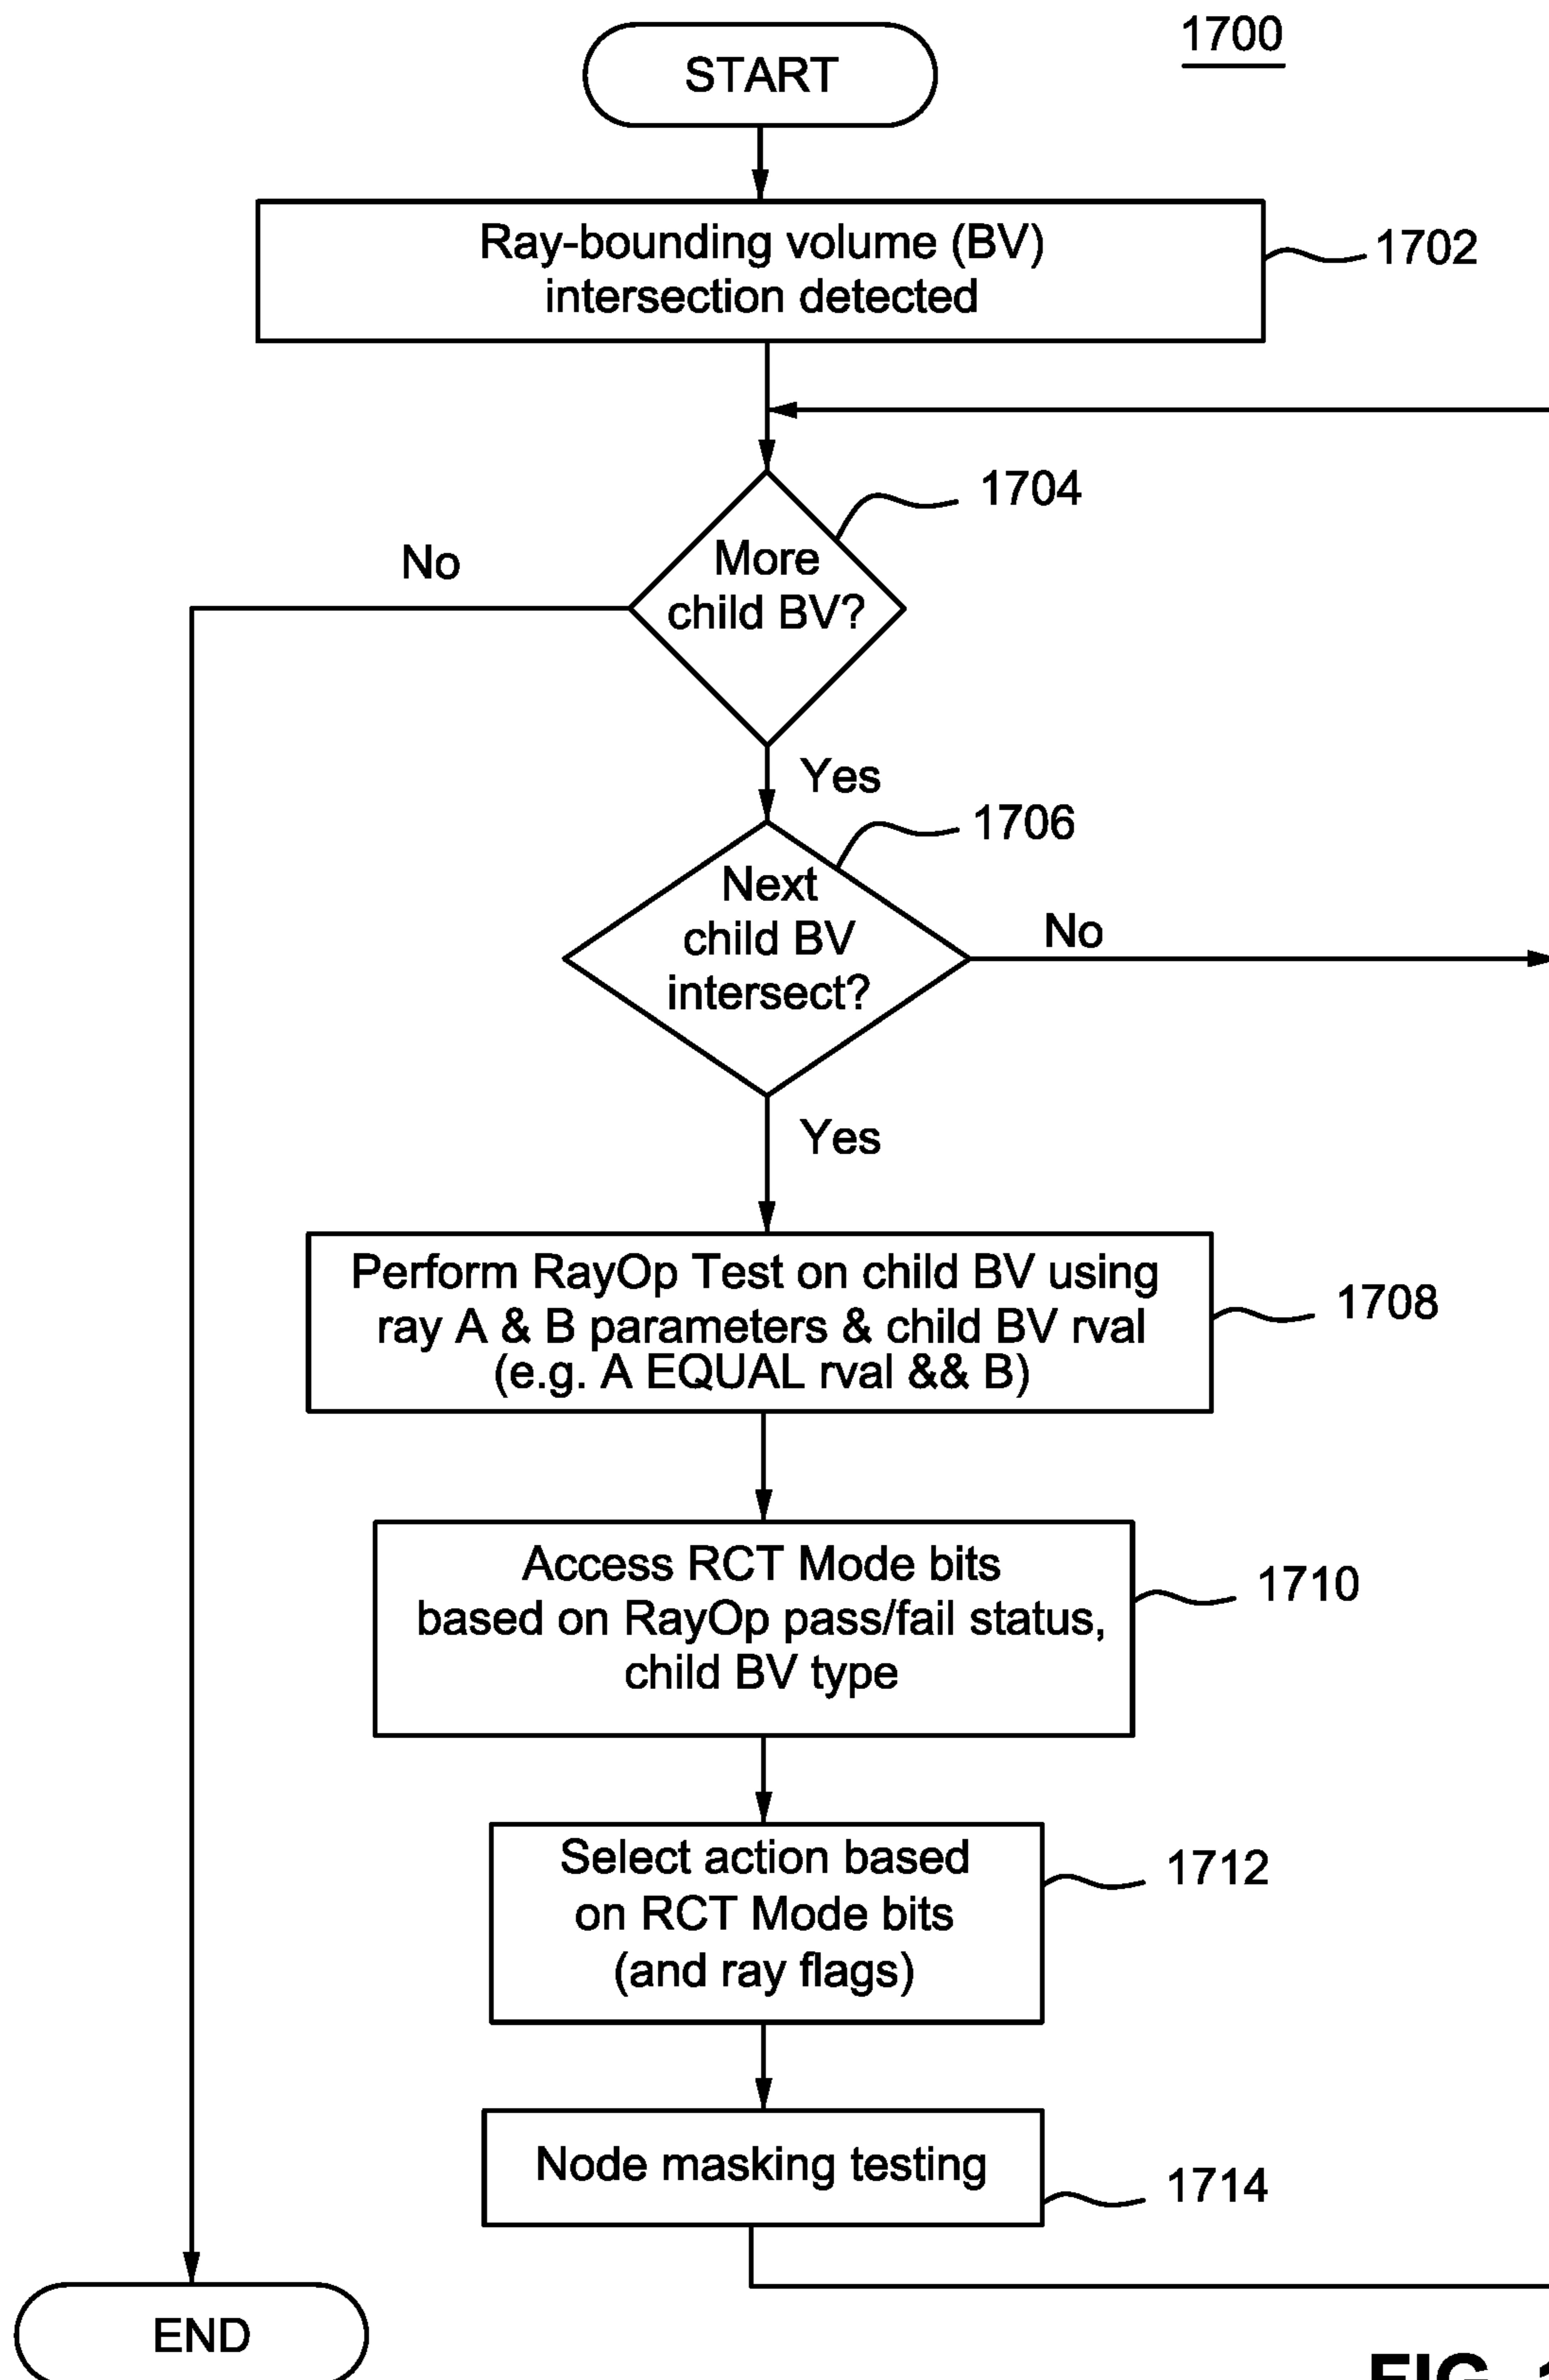 1700
START
Ray-bounding volume (BV)
intersection detected
1702
1704
More
child BV?
No
Yes
1706
Next
child BV
intersect?
No
Yes
Perform RayOp Test on child BV using
ray A & B parameters & child BV rval
(e.g. A EQUAL rval && B)
1708
Access RCT Mode bits
based on RayOp pass/fail status,
child BV type
1710
Select action based
on RCT Mode bits
(and ray flags)
1712
Node masking testing
1714
END
FIG.